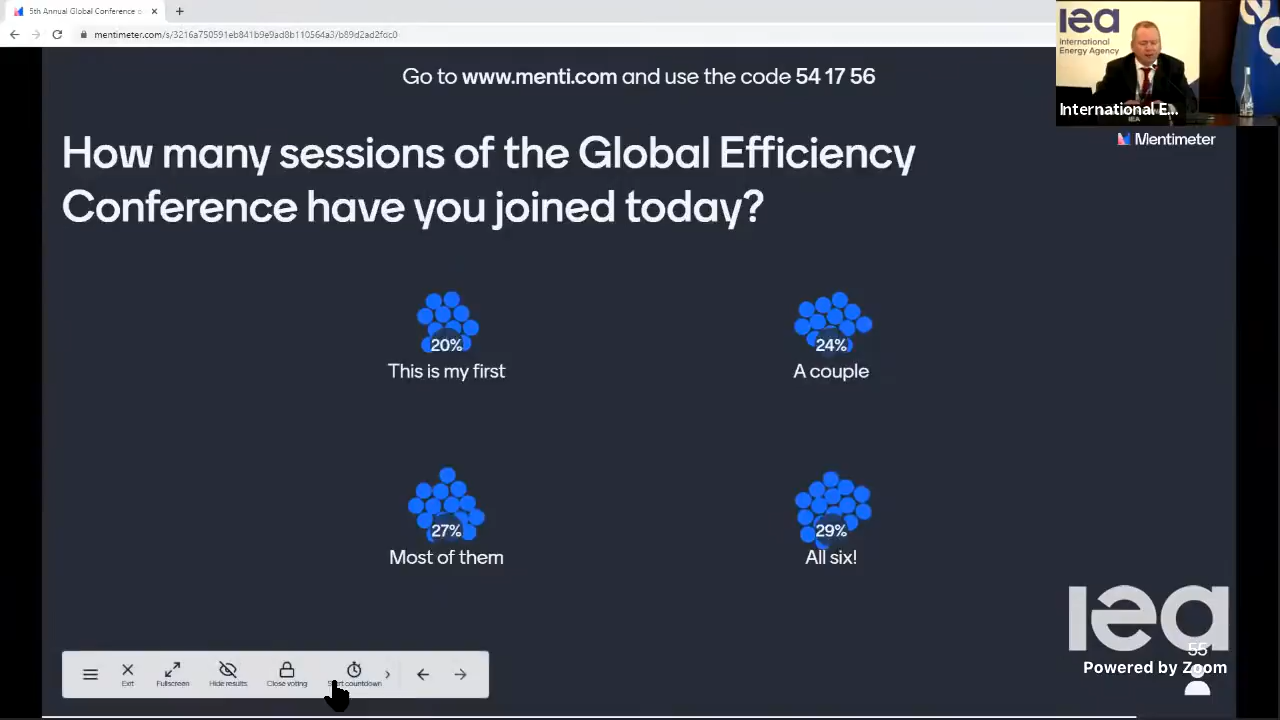 5th Annual Global Conference o
mentimeter.com/s/3216a750591eb841b9e9ad8b110564a3/
Go to www.menti.com and use the code 54 17 56
iea
International
Energy Agency
International E...
IEA
Mentimeter
How many sessions of the Global Efficiency
Conference have you joined today?
20%
This is my first
24%
A couple
27%
Most of them
29%
All six!
iea
55
Powered by Zoom
Exit
Fullscreen
Hide results
Close voting
countdown